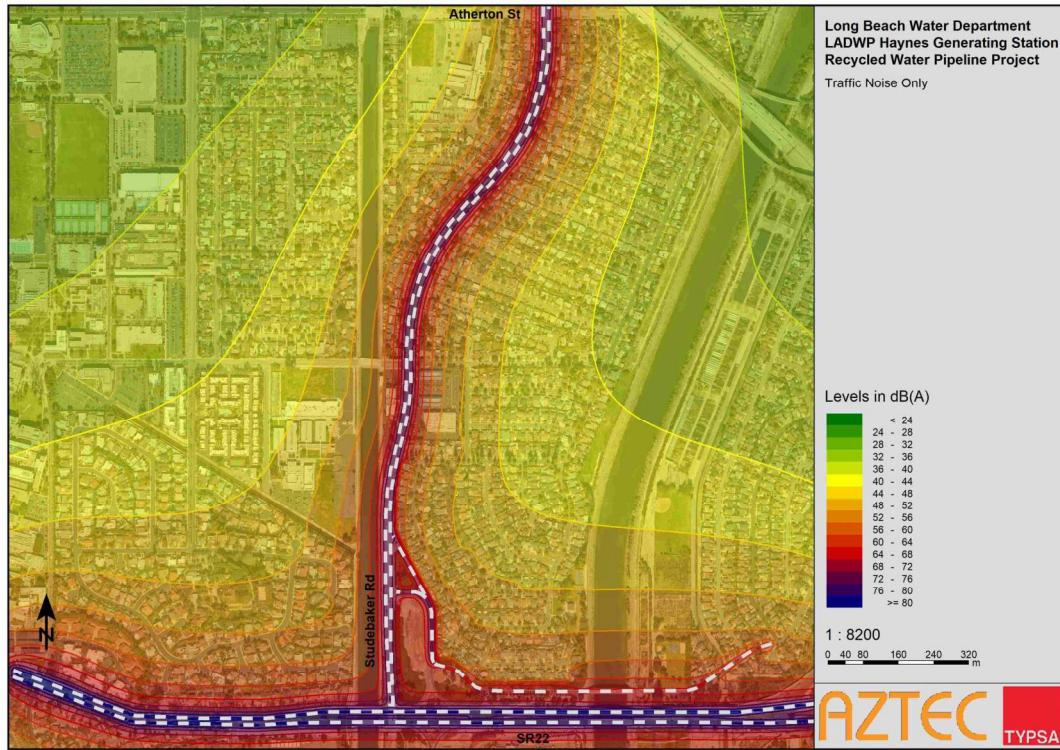 Atherton St
Studebaker Rd
SR22
N
Long Beach Water Department
LADWP Haynes Generating Station
Recycled Water Pipeline Project
Traffic Noise Only
Levels in dB(A)
< 24
24 - 28
28 - 32
32 - 36
36 - 40
40 - 44
44 - 48
48 - 52
52 - 56
56 - 60
60 - 64
64 - 68
68 - 72
72 - 76
76 - 80
>= 80
1 : 8200
0 40 80 160 240 320
m
AZTEC
TYPSA